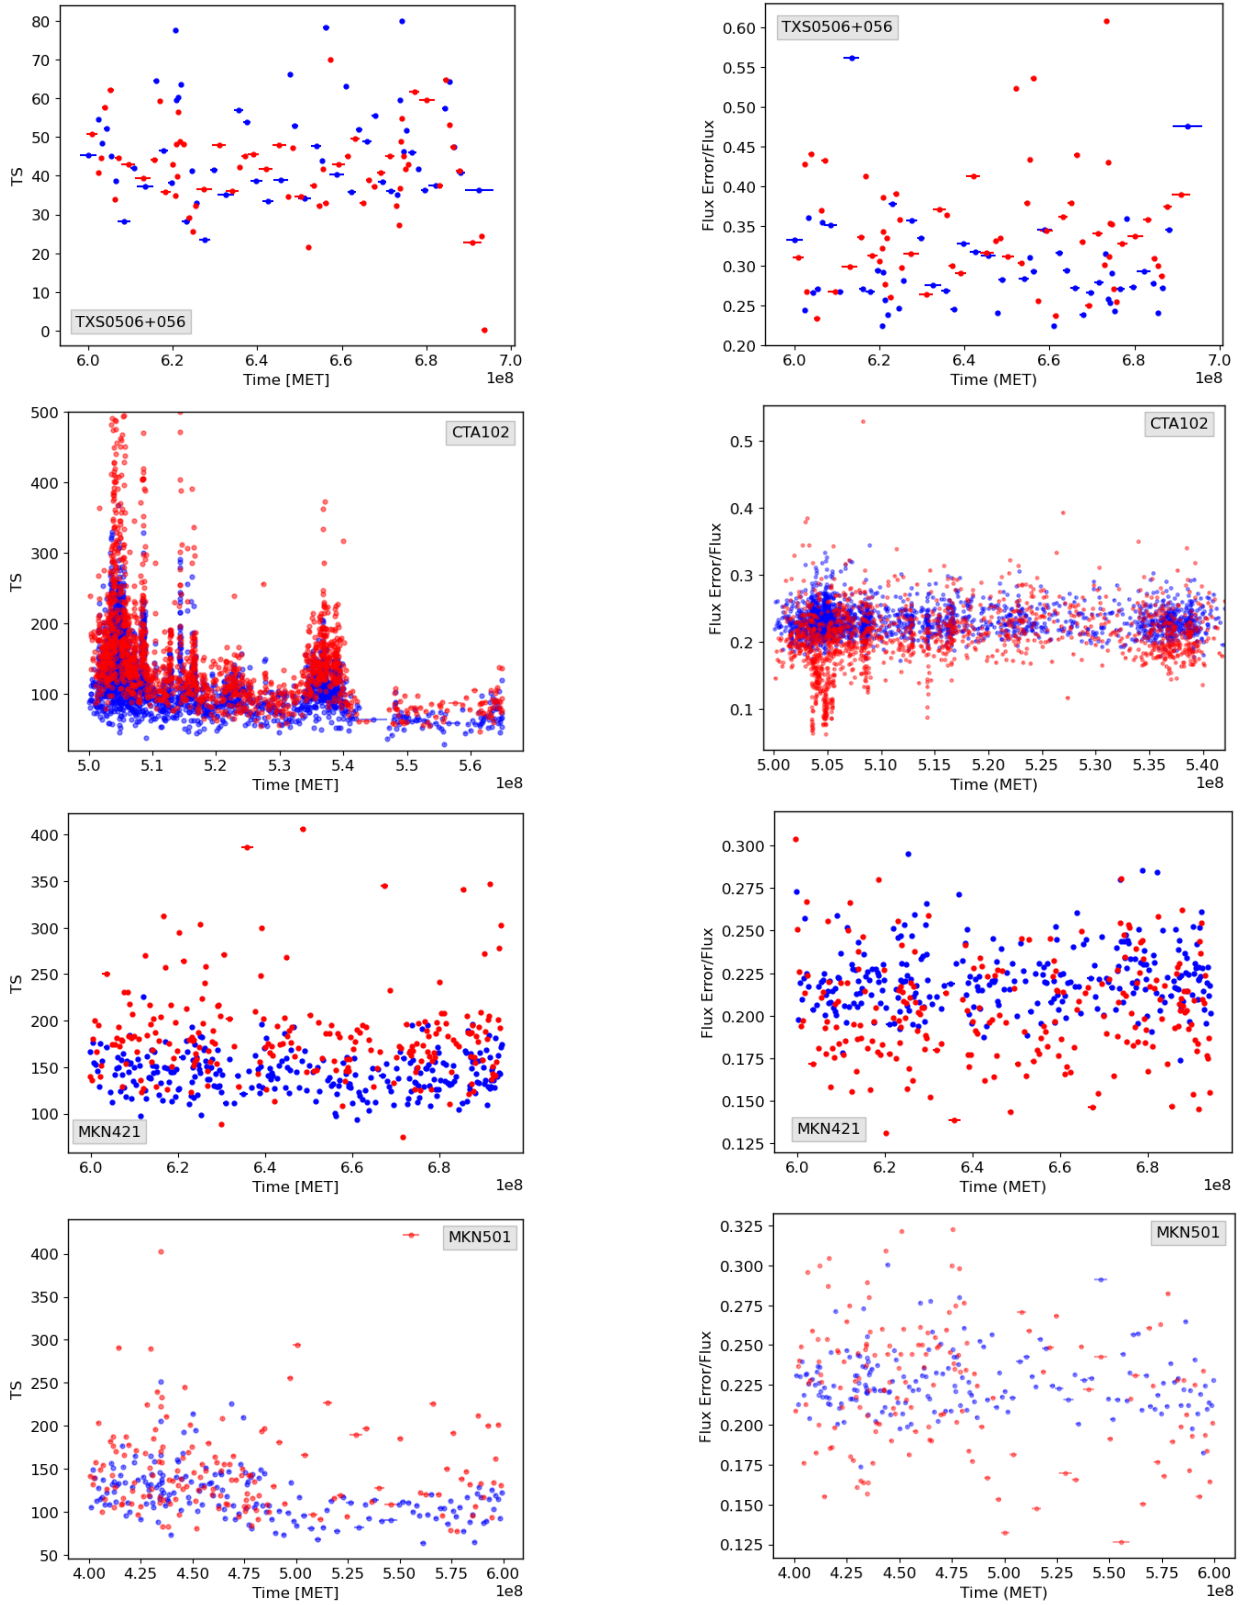 80
70
60
50
40
30
20
10
0
TS
TXS0506+056
6.0 6.2 6.4 6.6 6.8 7.0
Time [MET]
1e8
0.60
0.55
0.50
0.45
0.40
0.35
0.30
0.25
0.20
Flux Error/Flux
TXS0506+056
6.0 6.2 6.4 6.6 6.8 7.0
Time (MET)
1e8
500
400
300
200
100
TS
CTA102
5.0 5.1 5.2 5.3 5.4 5.5 5.6
Time [MET]
1e8
0.5
0.4
0.3
0.2
0.1
Flux Error/Flux
CTA102
5.00 5.05 5.10 5.15 5.20 5.25 5.30 5.35 5.40
Time (MET)
1e8
400
350
300
250
200
150
100
TS
MKN421
6.0 6.2 6.4 6.6 6.8
Time [MET]
1e8
0.300
0.275
0.250
0.225
0.200
0.175
0.150
0.125
Flux Error/Flux
MKN421
6.0 6.2 6.4 6.6 6.8
Time (MET)
1e8
400
350
300
250
200
150
100
50
TS
MKN501
4.00 4.25 4.50 4.75 5.00 5.25 5.50 5.75 6.00
Time [MET]
1e8
0.325
0.300
0.275
0.250
0.225
0.200
0.175
0.150
0.125
Flux Error/Flux
MKN501
4.00 4.25 4.50 4.75 5.00 5.25 5.50 5.75 6.00
Time (MET)
1e8